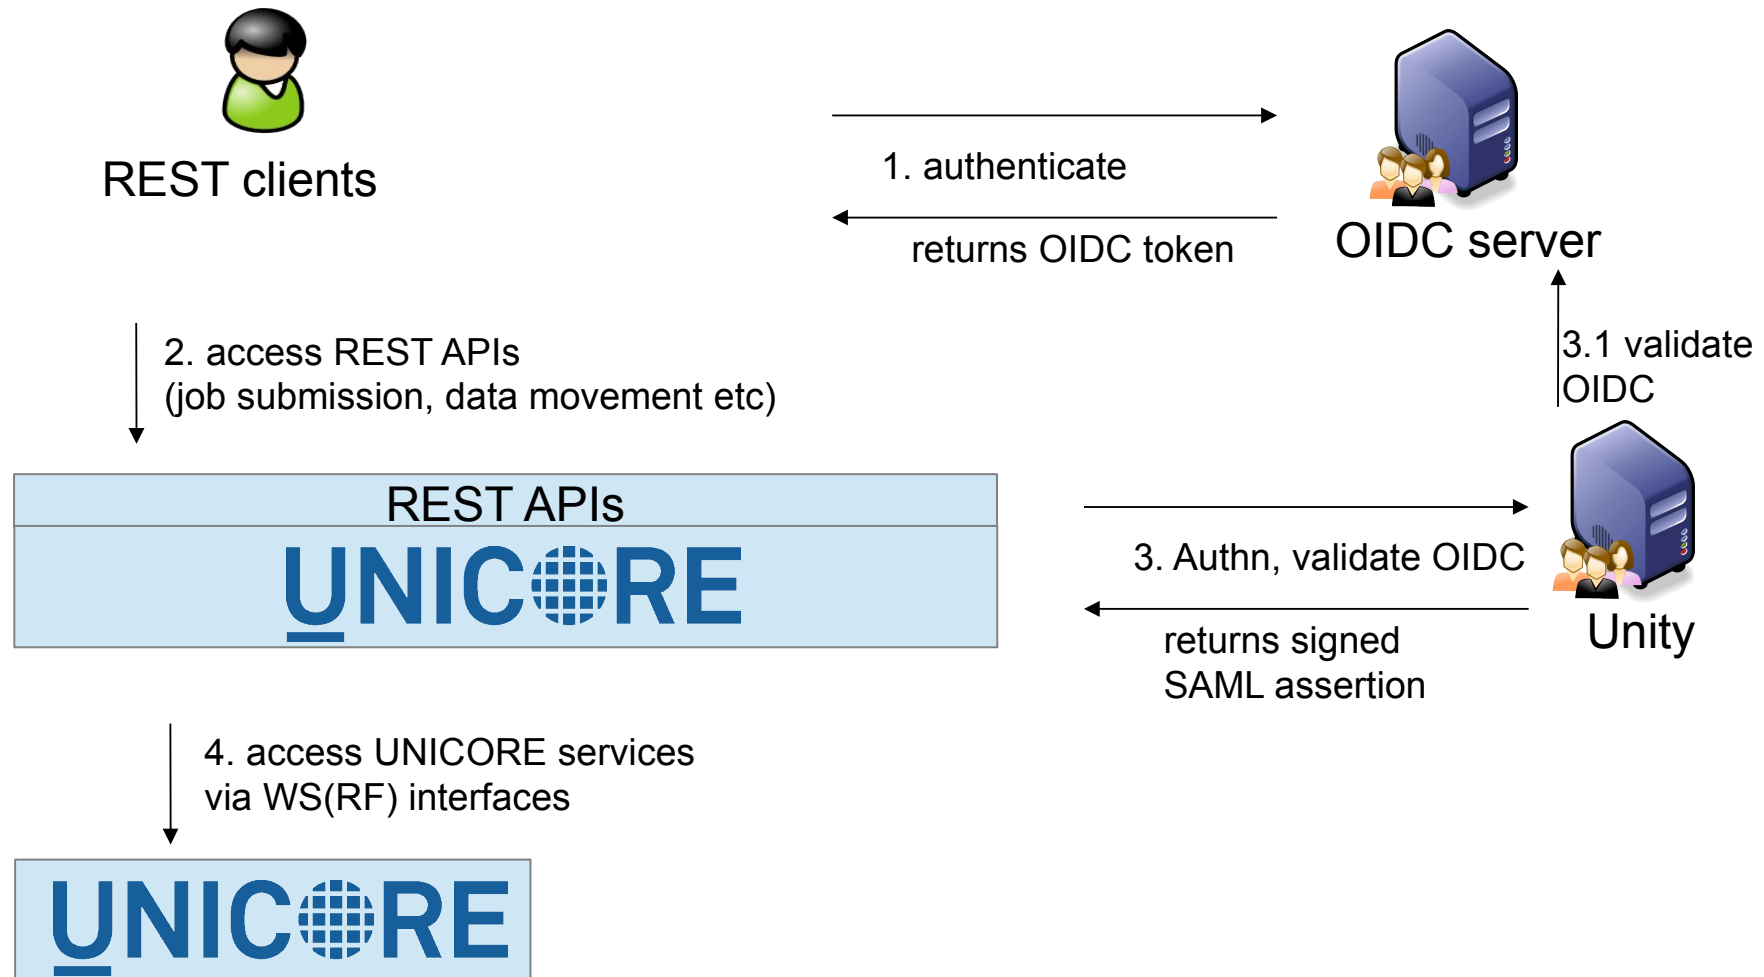 REST clients
1. authenticate
returns OIDC token
OIDC server
2. access REST APIs
(job submission, data movement etc)
3.1 validate
OIDC
REST APIs
UNICORE
3. Authn, validate OIDC
returns signed
SAML assertion
Unity
4. access UNICORE services
via WS(RF) interfaces
UNICORE